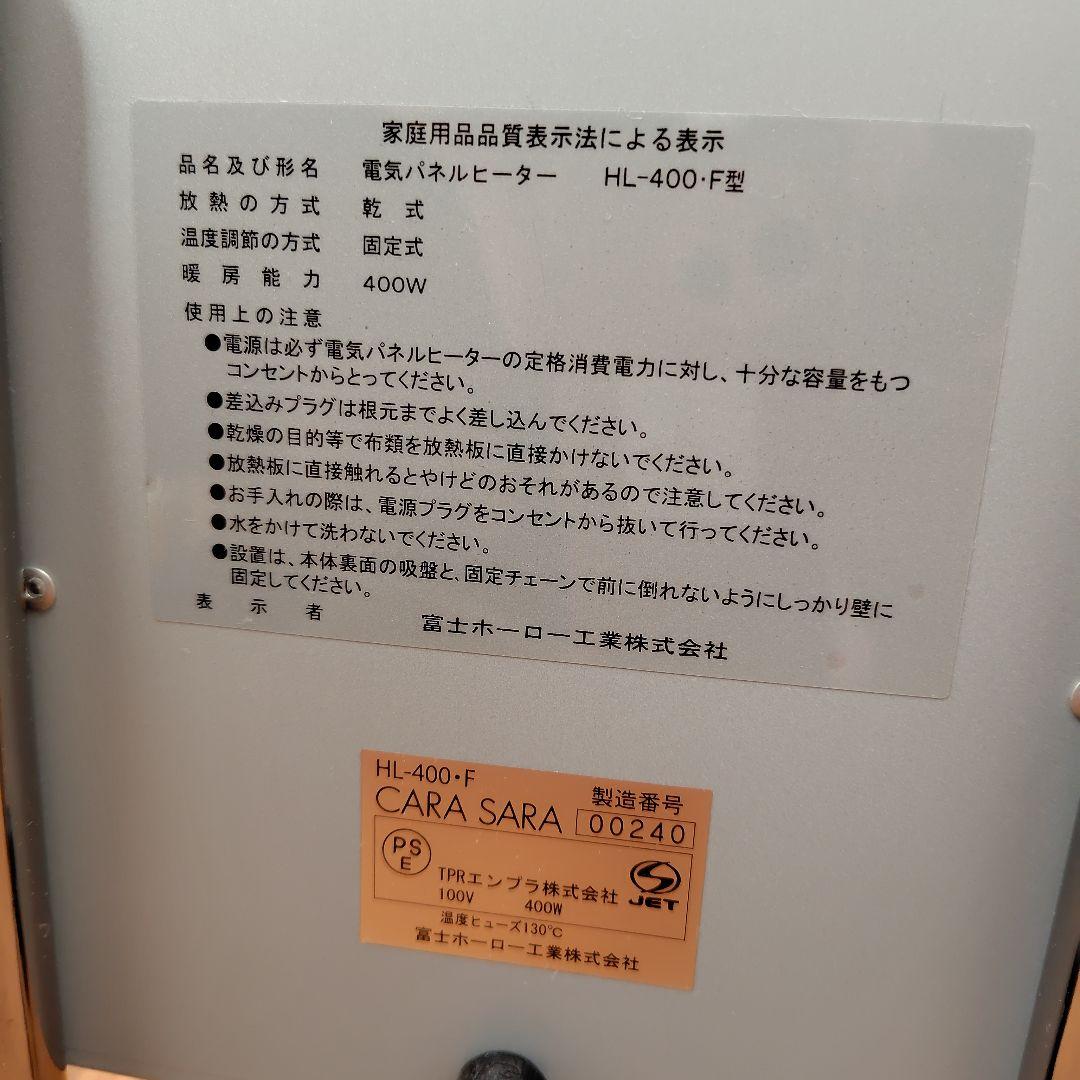 家庭用品品質表示法による表示
品名及び形名 電気パネルヒーター HL-400・F型
放熱の方式 乾式
温度調節の方式 固定式
暖房能力 400W
使用上の注意
●電源は必ず電気パネルヒーターの定格消費電力に対し、十分な容量をもつ
コンセントからとってください。
●差込みプラグは根元までよく差し込んでください。
●乾燥の目的等で布類を放熱板に直接かけないでください。
●放熱板に直接触れるとやけどのおそれがあるので注意してください。
●お手入れの際は、電源プラグをコンセントから抜いて行ってください。
●水をかけて洗わないでください。
●設置は、本体裏面の吸盤と、固定チェーンで前に倒れないようにしっかり壁に
固定してください。
表示者 富士ホーロー工業株式会社
HL-400・F
CARA SARA 製造番号
00240
PS
E
TPRエンプラ株式会社
JET
100V 400W
温度ヒューズ130℃
富士ホーロー工業株式会社